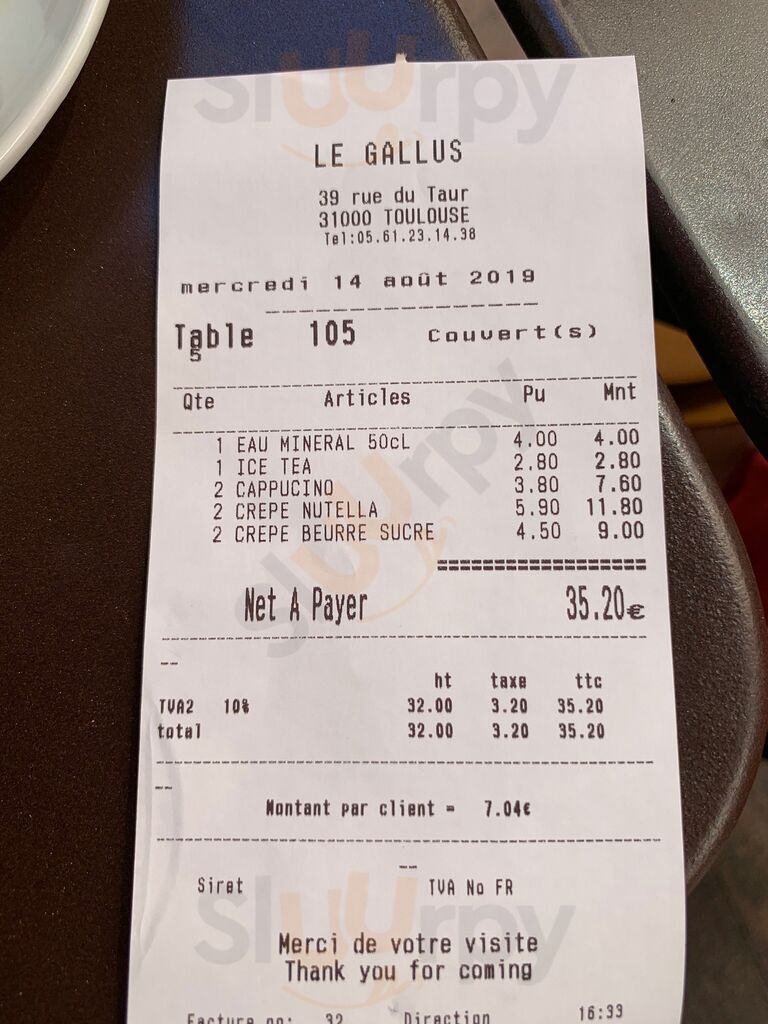 Sluurpy
LE GALLUS
39 rue du Taur
31000 TOULOUSE
Tel:05.61.23.14.38
mercredi 14 août 2019
Table 105 Couvert(s)
5
Qte Articles Pu Mnt
1 EAU MINERAL 50cL 4.00 4.00
1 ICE TEA 2.80 2.80
2 CAPPUCINO 3.80 7.60
2 CREPE NUTELLA 5.90 11.80
2 CREPE BEURRE SUCRE 4.50 9.00
Sluurpy
Net A Payer 35.20€
ht taxe ttc
TVA2 10% 32.00 3.20 35.20
total 32.00 3.20 35.20
Montant par client = 7.04€
Siret TVA No FR
Sluurpy
Merci de votre visite
Thank you for coming
Facture no: 32 Direction 16:33